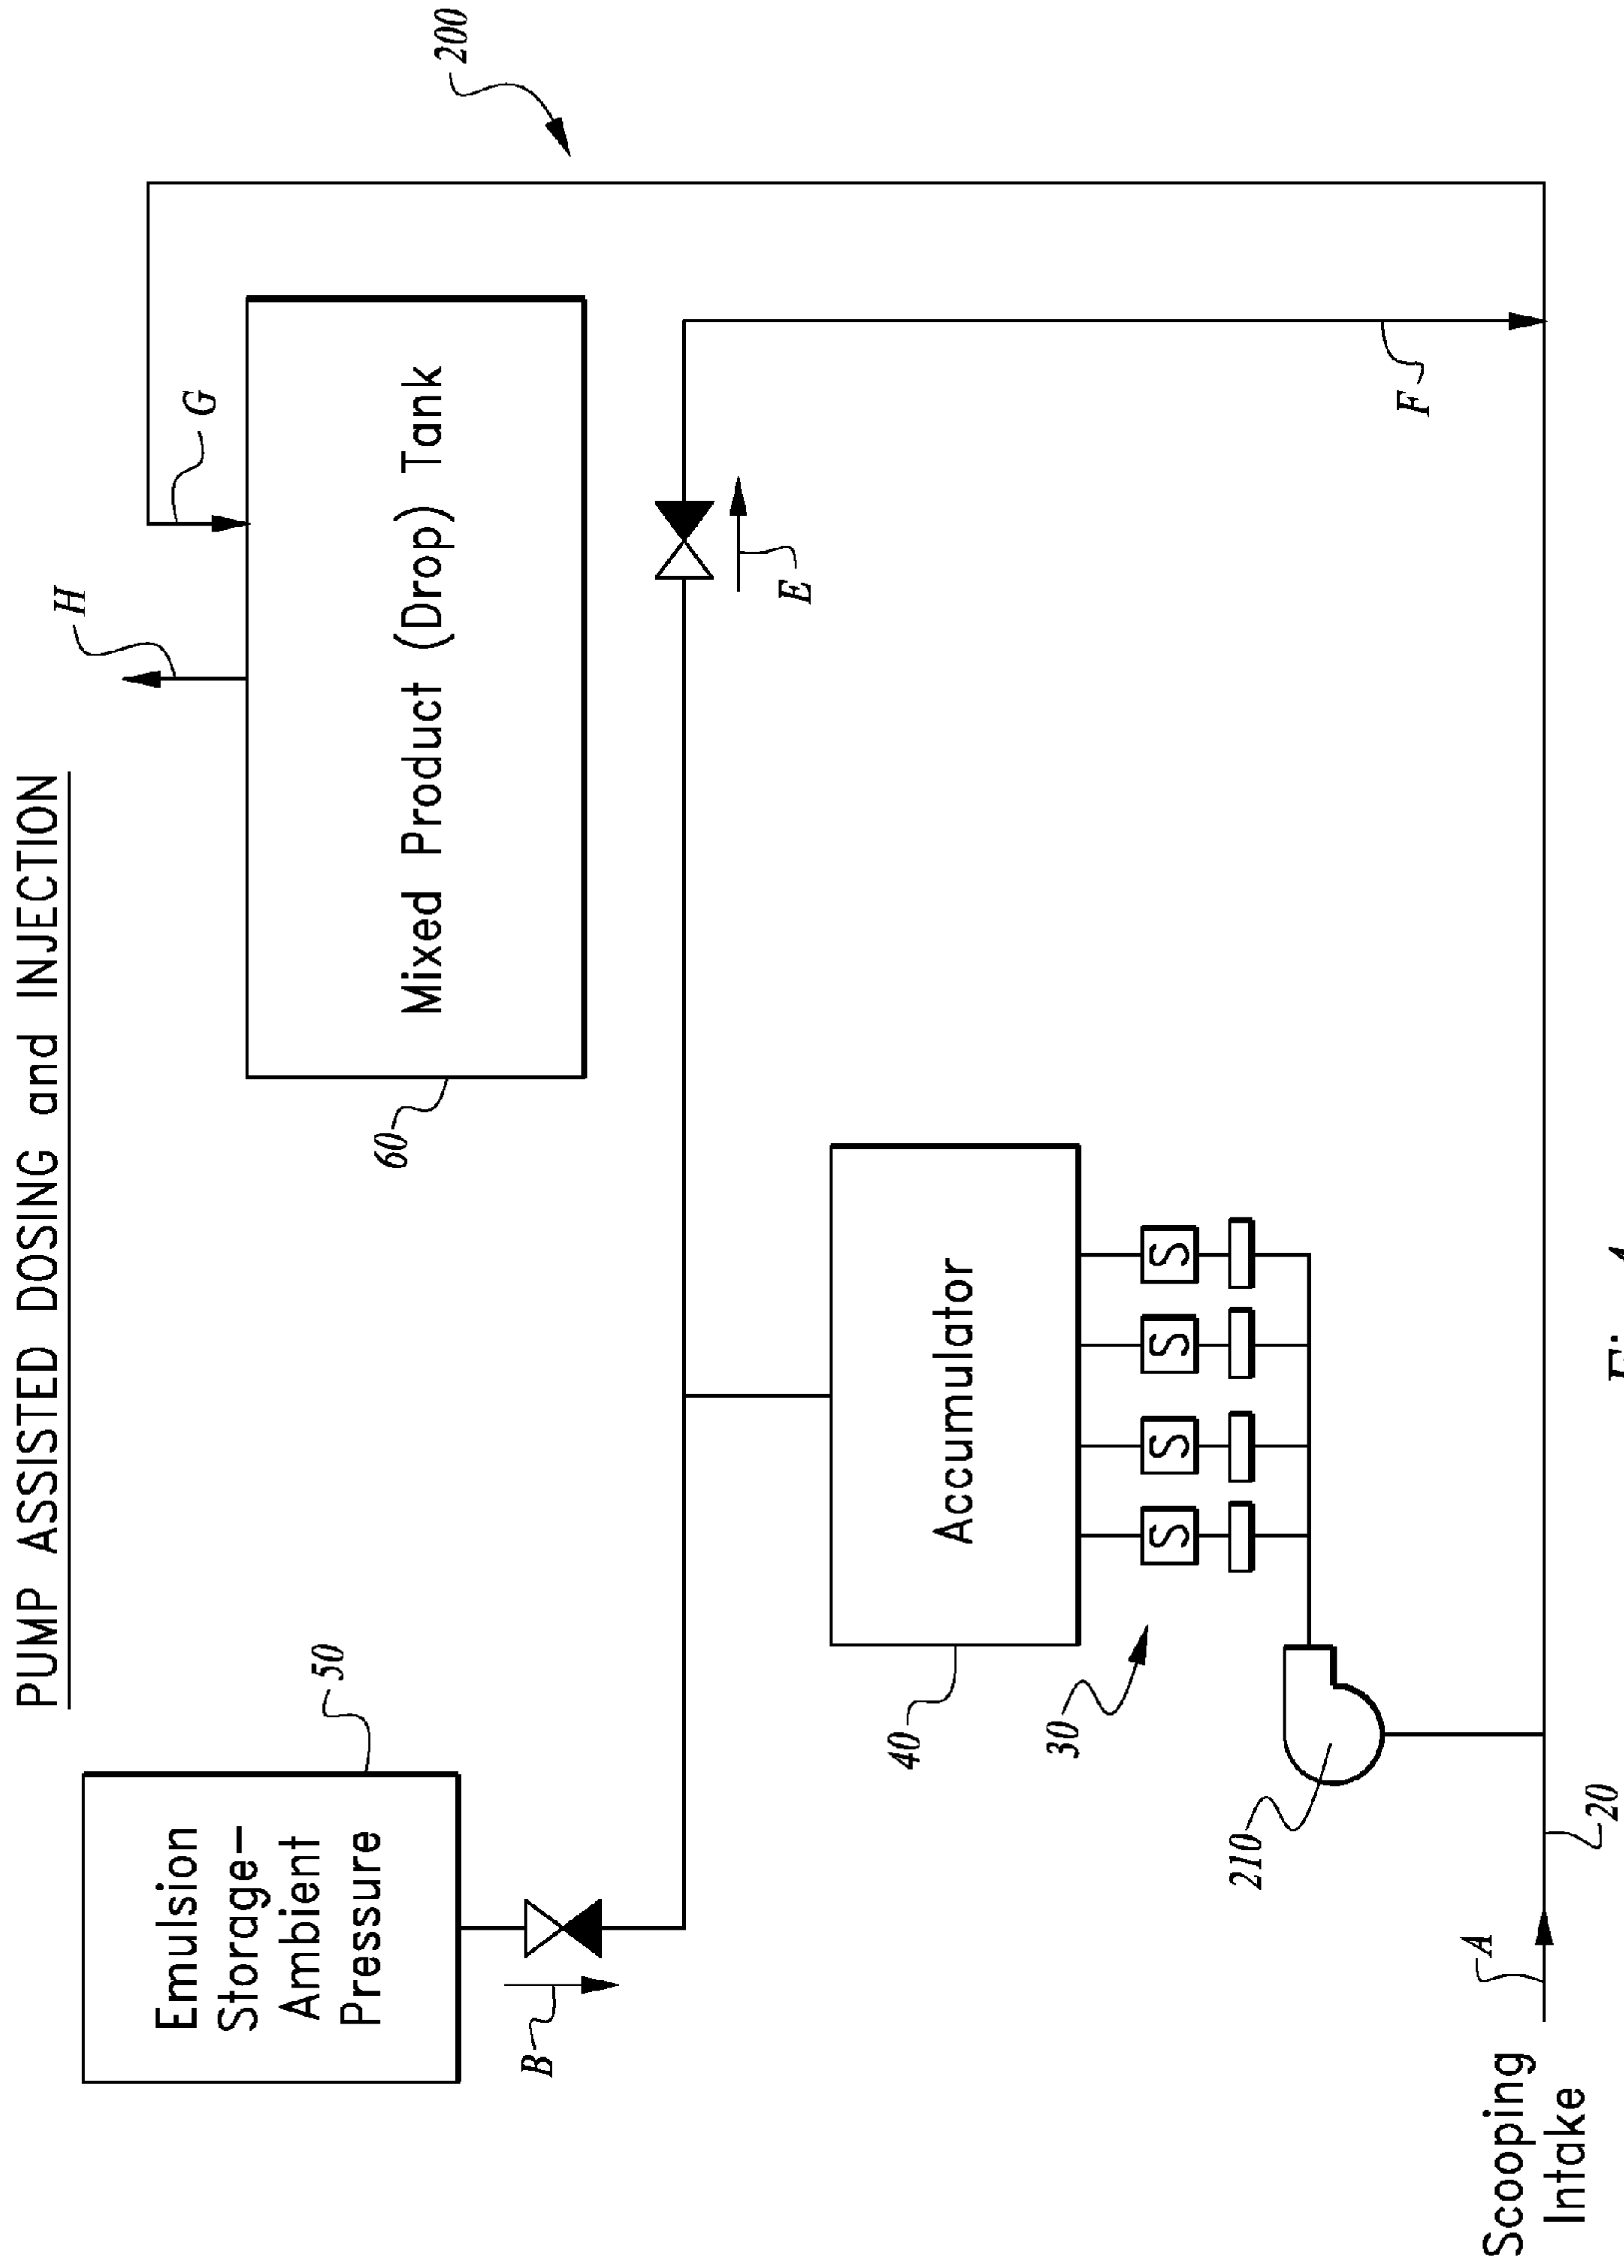 PUMP ASSISTED DOSING and INJECTION
Emulsion
Storage-
Ambient
Pressure
50
B
H
G
Mixed Product (Drop) Tank
60
200
E
F
Accumulator
40
S S S S
30
210
20
A
Scooping
Intake